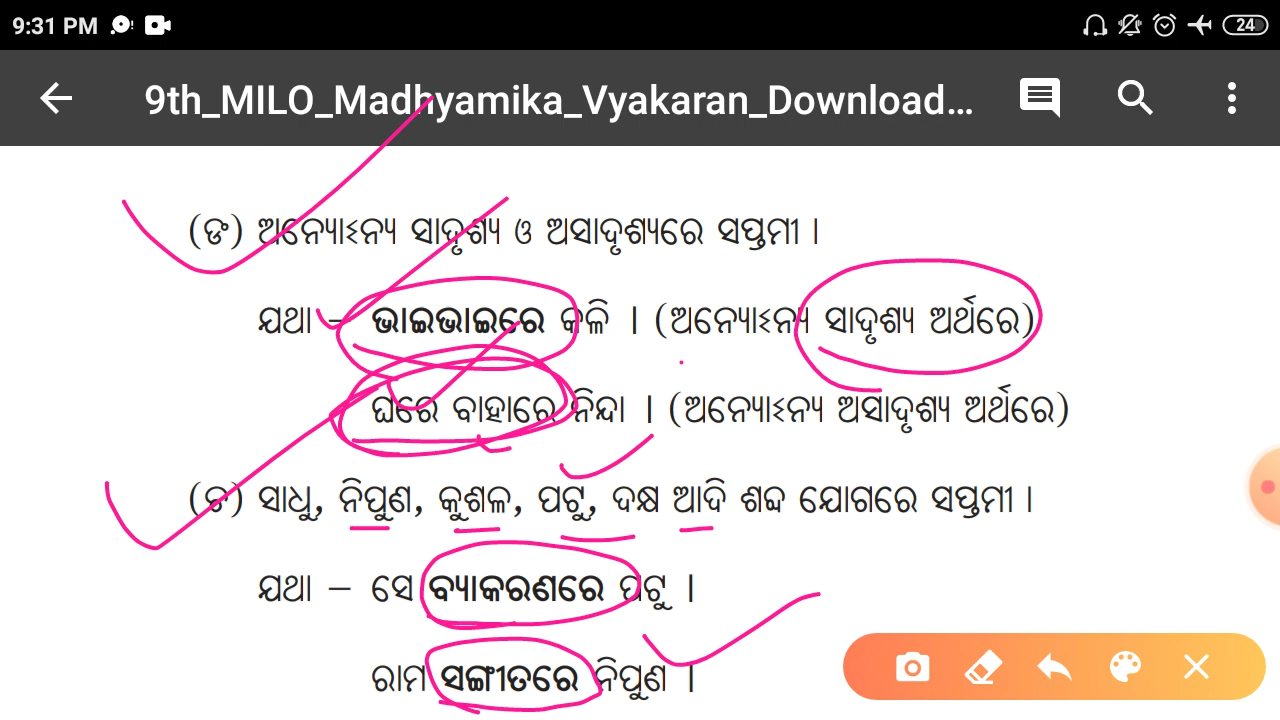 9:31 PM 24
9th_MILO_Madhyamika_Vyakaran_Download...
(ଙ) ଅନ୍ୟୋଽନ୍ୟ ସାଦୃଶ୍ୟ ଓ ଅସାଦୃଶ୍ୟରେ ସପ୍ତମୀ ।
ଯଥା – ଭାଇଭାଇରେ କଳି । (ଅନ୍ୟୋଽନ୍ୟ ସାଦୃଶ୍ୟ ଅର୍ଥରେ)
ଘରେ ବାହାରେ ନିନ୍ଦା । (ଅନ୍ୟୋଽନ୍ୟ ଅସାଦୃଶ୍ୟ ଅର୍ଥରେ)
(ଚ) ସାଧୁ, ନିପୁଣ, କୁଶଳ, ପଟୁ, ଦକ୍ଷ ଆଦି ଶବ୍ଦ ଯୋଗରେ ସପ୍ତମୀ ।
ଯଥା – ସେ ବ୍ୟାକରଣରେ ପଟୁ ।
ରାମ ସଙ୍ଗୀତରେ ନିପୁଣ ।